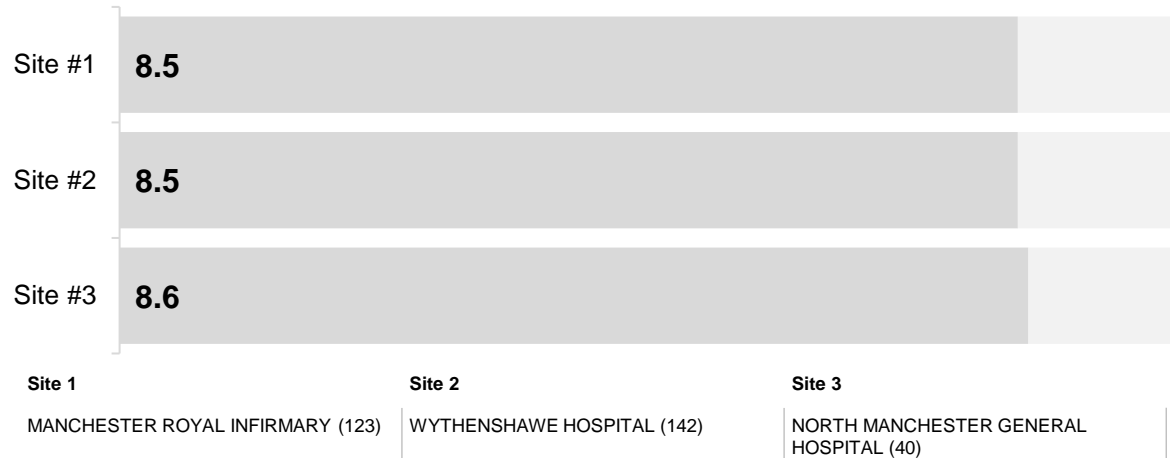 Site #1
8.5
Site #2
8.5
Site #3
8.6
Site 1
Site 2
Site 3
MANCHESTER ROYAL INFIRMARY (123)
WYTHENSHAWE HOSPITAL (142)
NORTH MANCHESTER GENERAL
HOSPITAL (40)